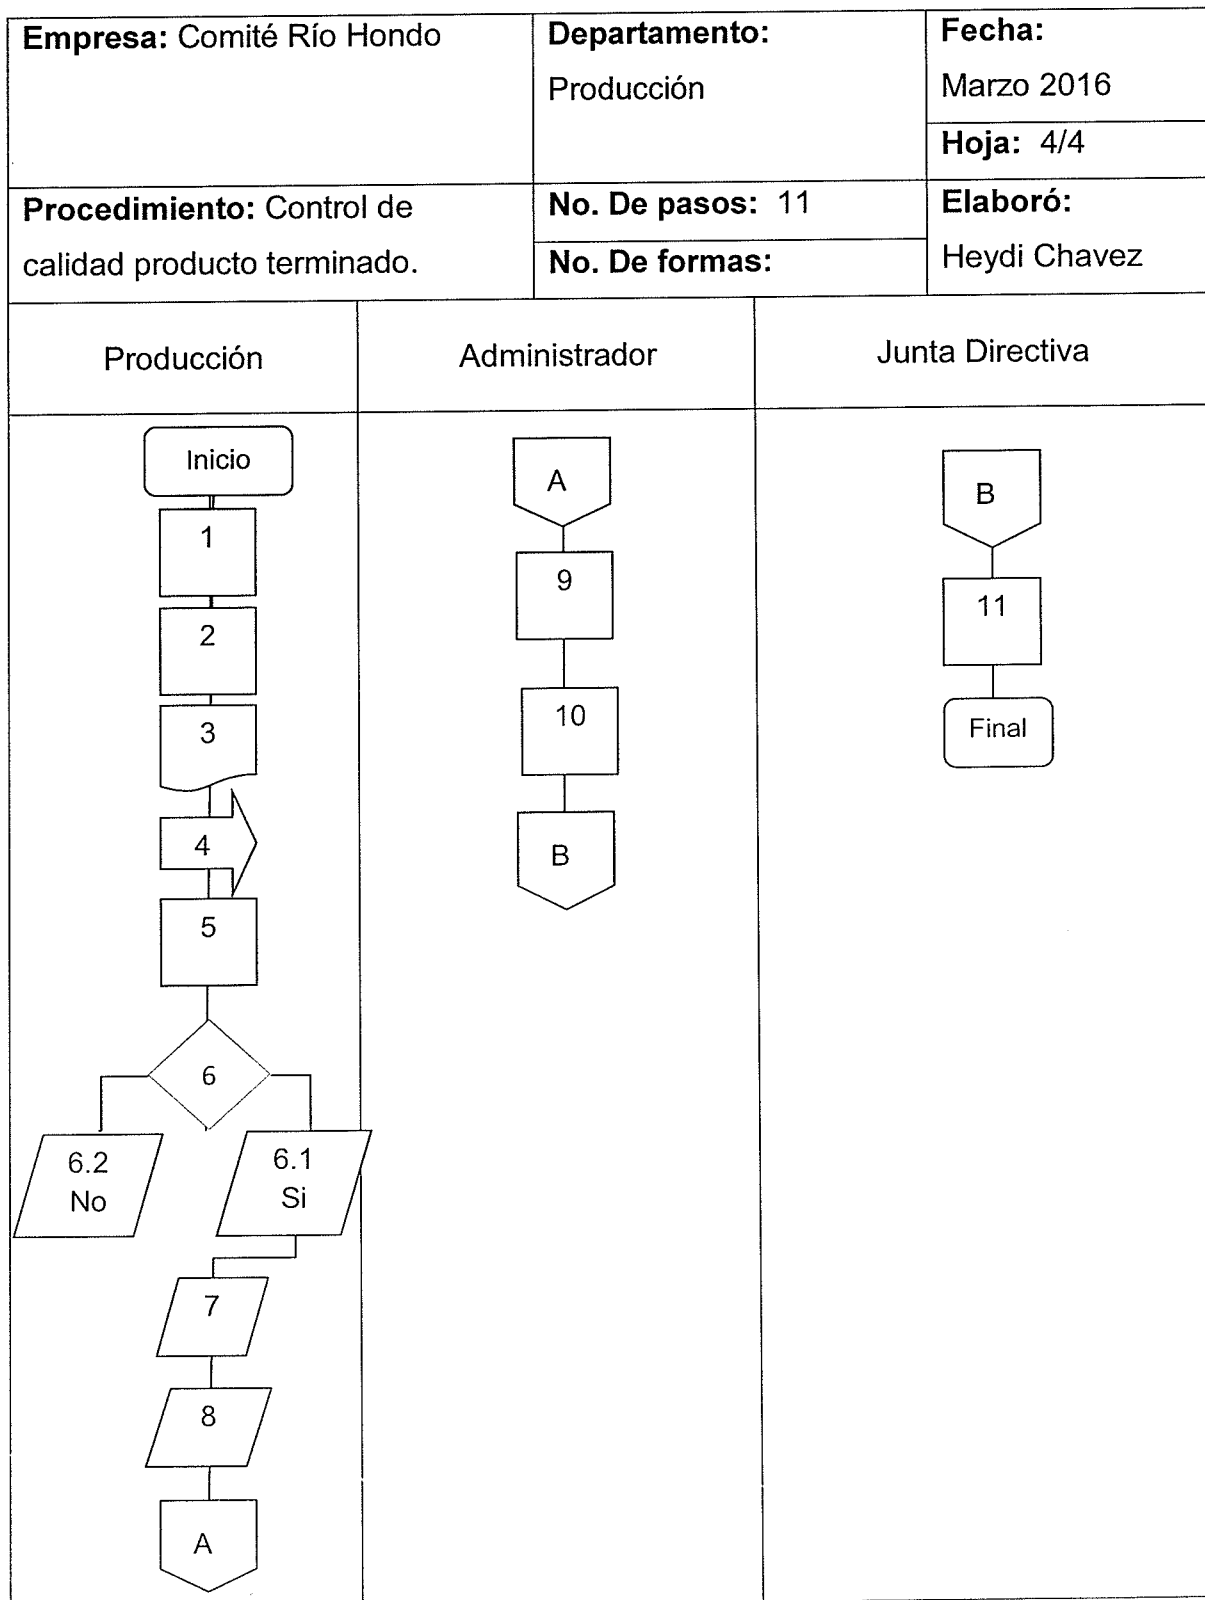 Empresa: Comité Río Hondo
Departamento:
Producción
Fecha:
Marzo 2016
Hoja: 4/4
Procedimiento: Control de
calidad producto terminado.
No. De pasos: 11
No. De formas:
Elaboró:
Heydi Chavez
Producción
Administrador
Junta Directiva
Inicio
1
2
3
4
5
6
6.2
No
6.1
Si
7
8
A
A
9
10
B
B
11
Final